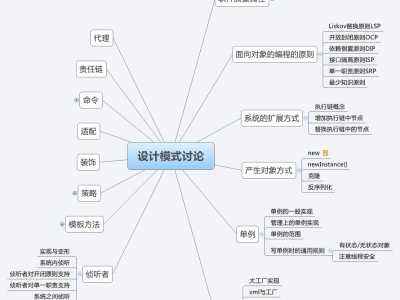 代理
责任链
命令
适配
装饰
策略
模板方法
侦听者
实现与变形
系统内侦听
侦听者对开闭原则支持
侦听者对单一职责支持
系统之间侦听
设计模式讨论
面向对象的编程的原则
Liskov替换原则LSP
开放封闭原则OCP
依赖倒置原则DIP
接口隔离原则ISP
单一职责原则SRP
最少知识原则
系统的扩展方式
执行链概念
增加执行链中的节点
替换执行链中的节点
产生对象方式
new
newInstance()
克隆
反序列化
单例
单例的一般实现
管理上的单例实现
单例的范围
写单例时的通用规则
有状态/无状态对象
注意线程安全
大工厂实现
xml与工厂